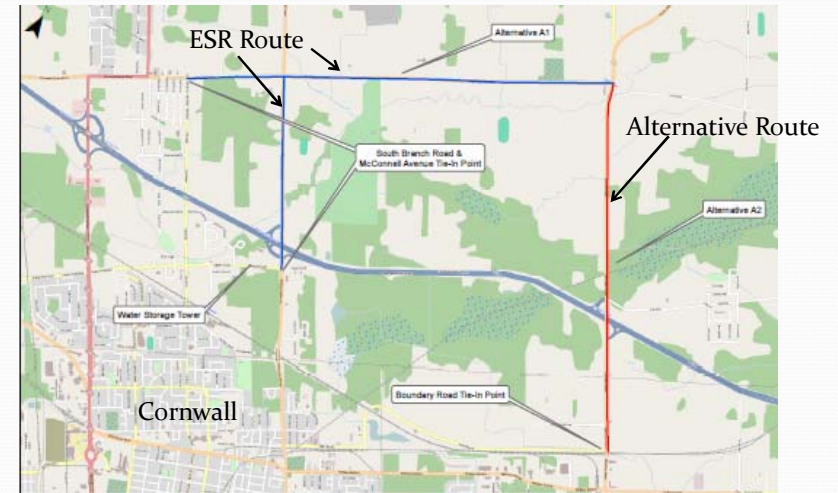 ESR Route
Alternative A1
Alternative Route
South Branch Road &
McConnell Avenue Tie-In Point
Alternative A2
Water Storage Tower
Boundary Road Tie-In Point
Cornwall